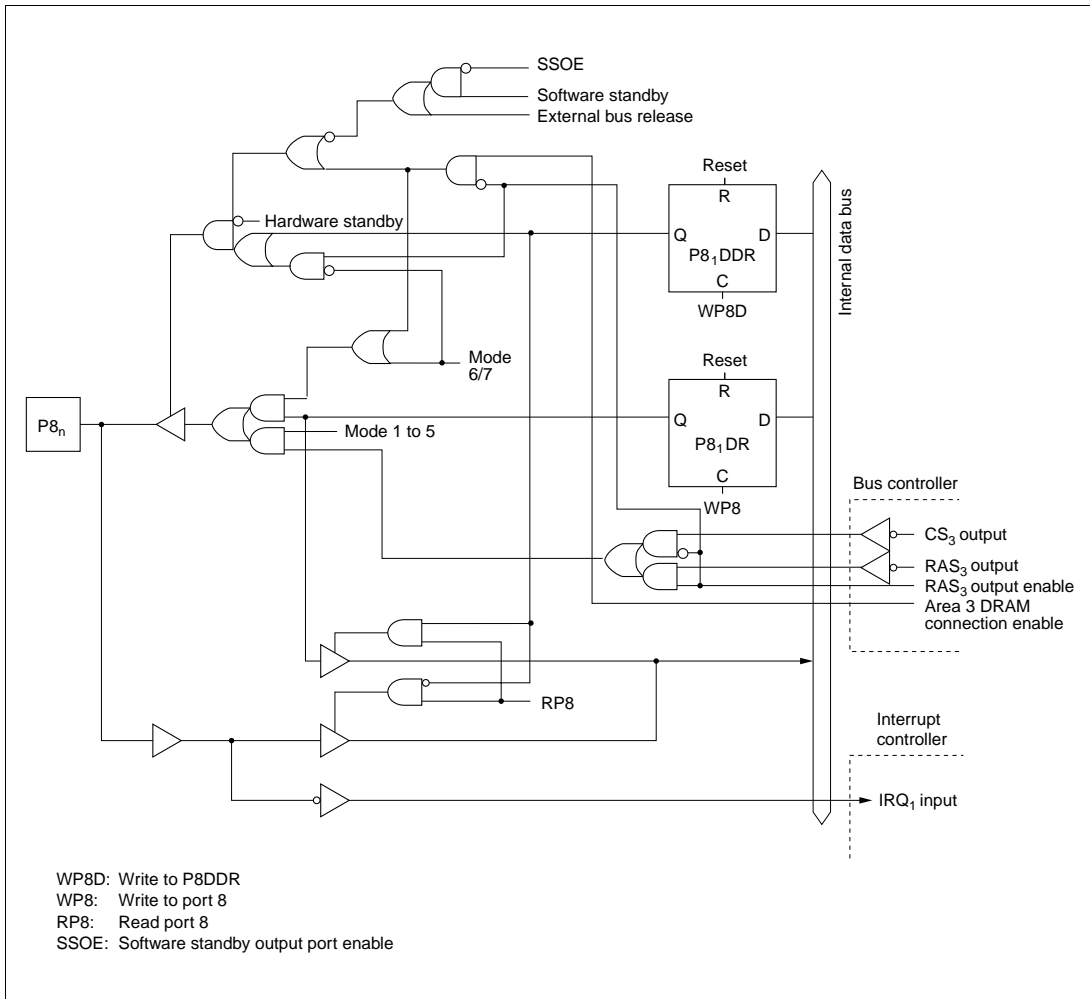 SSOE
Software standby
External bus release
Reset
R
Hardware standby
Q
D
P8₁DDR
C
WP8D
Internal data bus
Mode
6/7
Reset
R
P8ₙ
Q
D
Mode 1 to 5
P8₁DR
C
WP8
Bus controller
CS₃ output
RAS₃ output
RAS₃ output enable
Area 3 DRAM
connection enable
RP8
Interrupt
controller
IRQ₁ input
WP8D: Write to P8DDR
WP8: Write to port 8
RP8: Read port 8
SSOE: Software standby output port enable